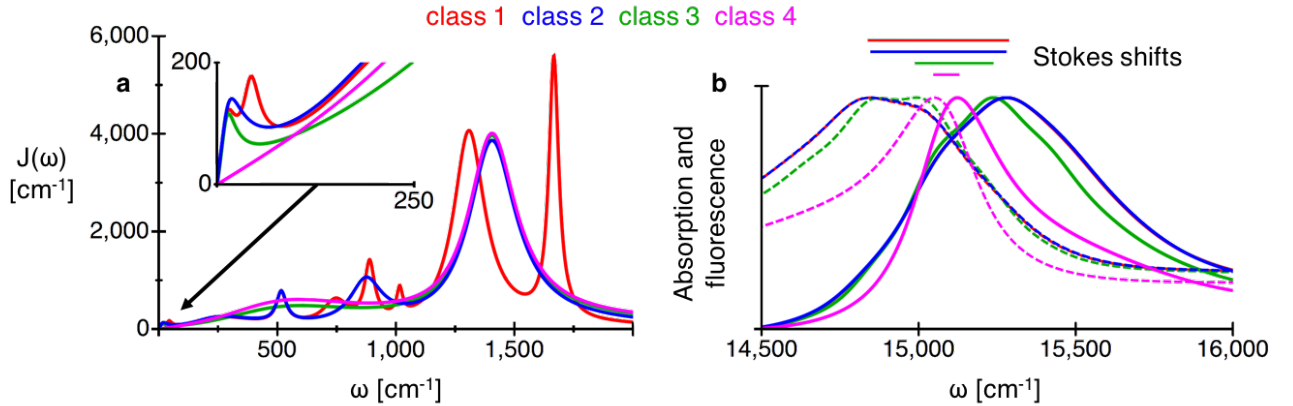 class 1 class 2 class 3 class 4
a
6,000
4,000
2,000
0
J(ω)
[cm-1]
200
0
250
500
1,000
1,500
ω [cm-1]
b
Stokes shifts
Absorption and
fluorescence
14,500
15,000
15,500
16,000
ω [cm-1]